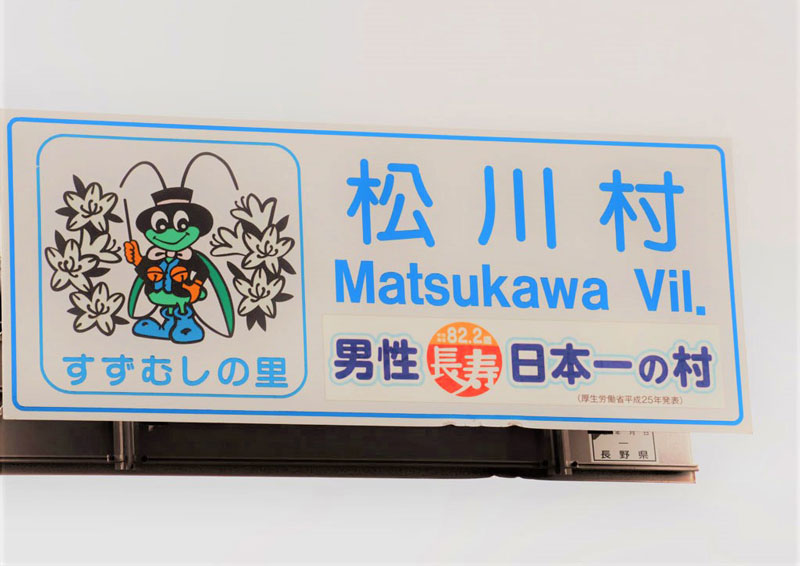 松川村
Matsukawa Vil.
すずむしの里
82.2歳
男性長寿日本一の村
(厚生労働省平成25年発表)
長野県